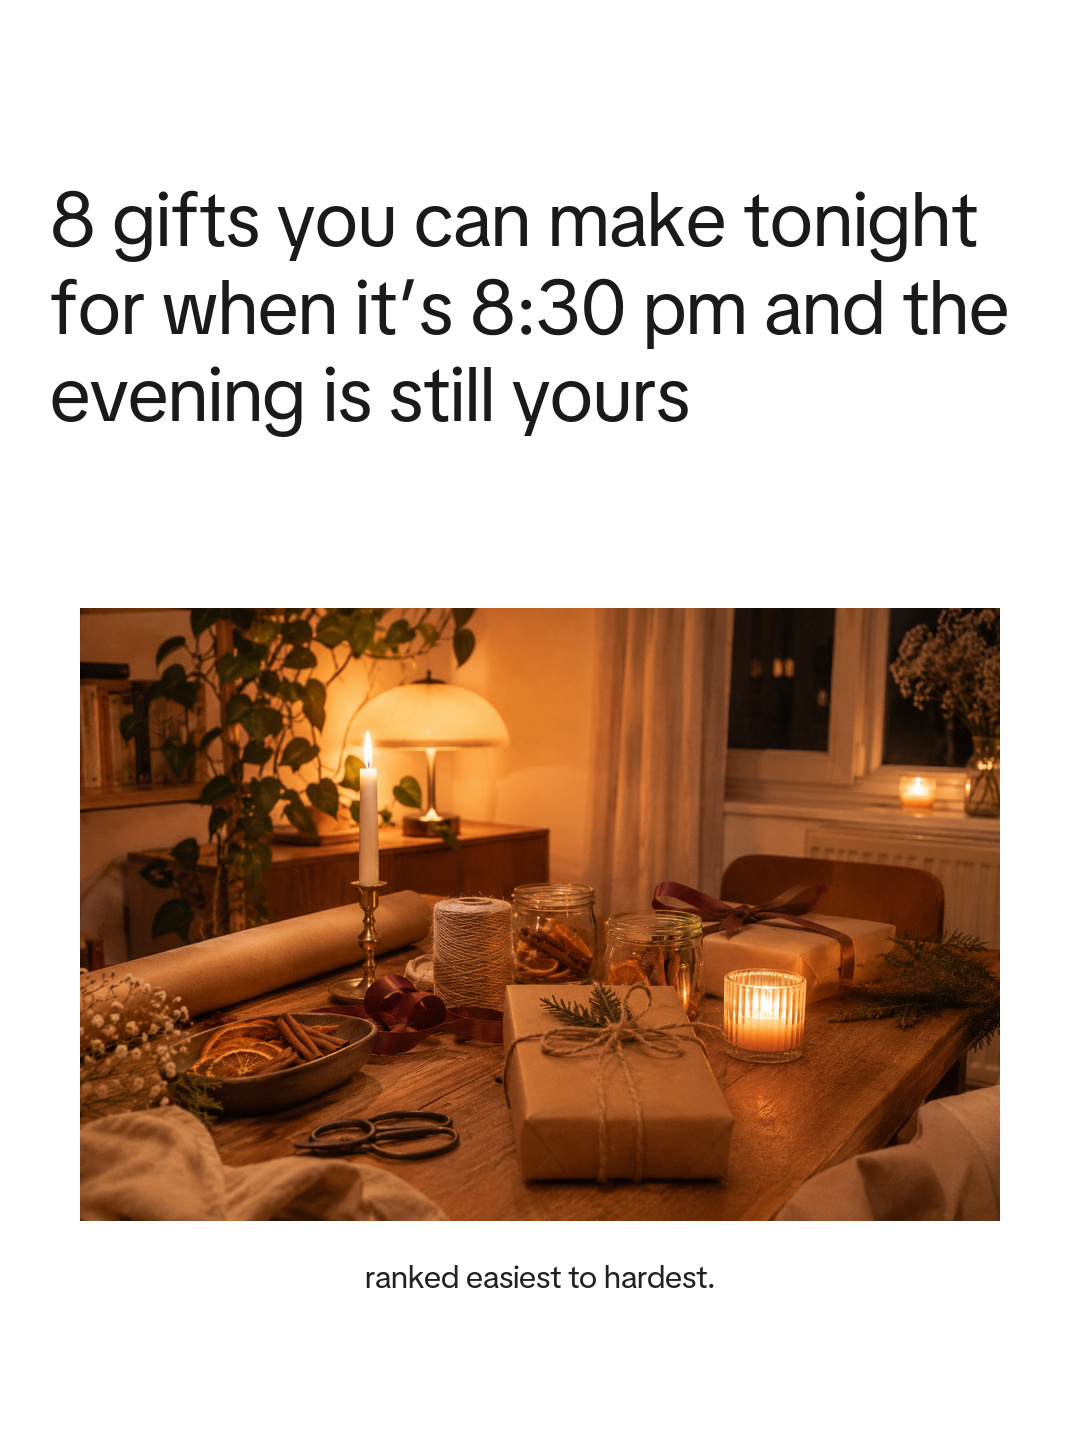 8 gifts you can make tonight
for when it’s 8:30 pm and the
evening is still yours
ranked easiest to hardest.